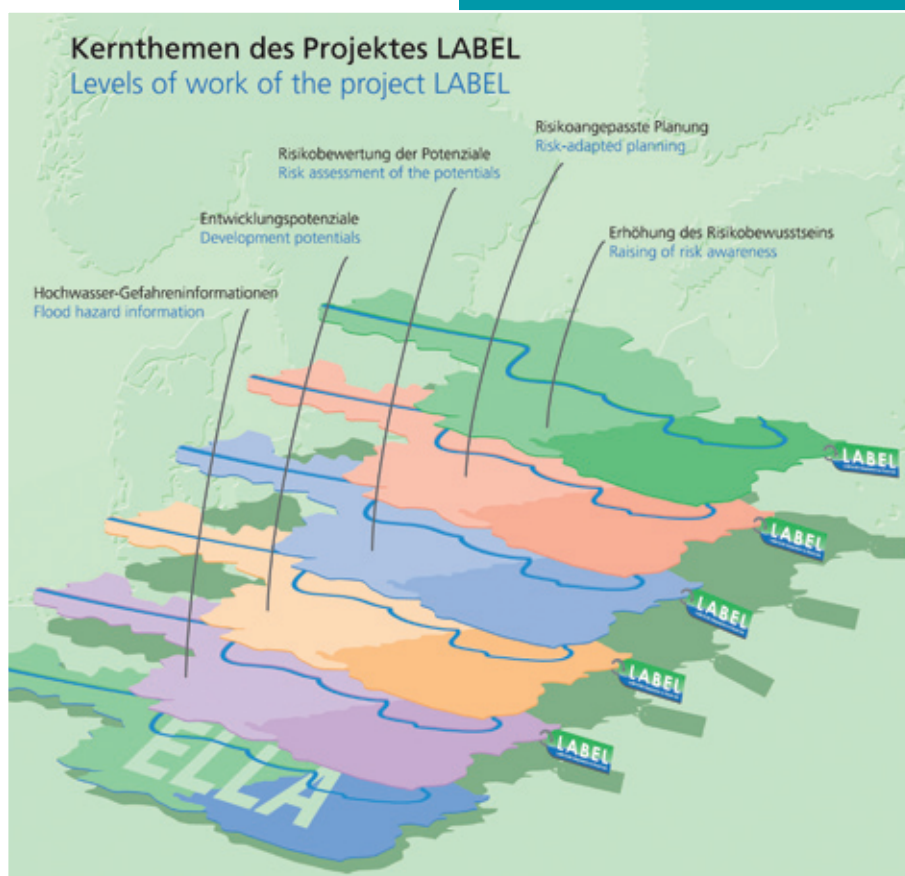 Kernthemen des Projektes LABEL
Levels of work of the project LABEL
Risikoangepasste Planung
Risk-adapted planning
Risikobewertung der Potenziale
Risk assessment of the potentials
Entwicklungspotenziale
Development potentials
Erhöhung des Risikobewusstseins
Raising of risk awareness
Hochwasser-Gefahreninformationen
Flood hazard information
LABEL
LABEL
LABEL
LABEL
LABEL
ELLA